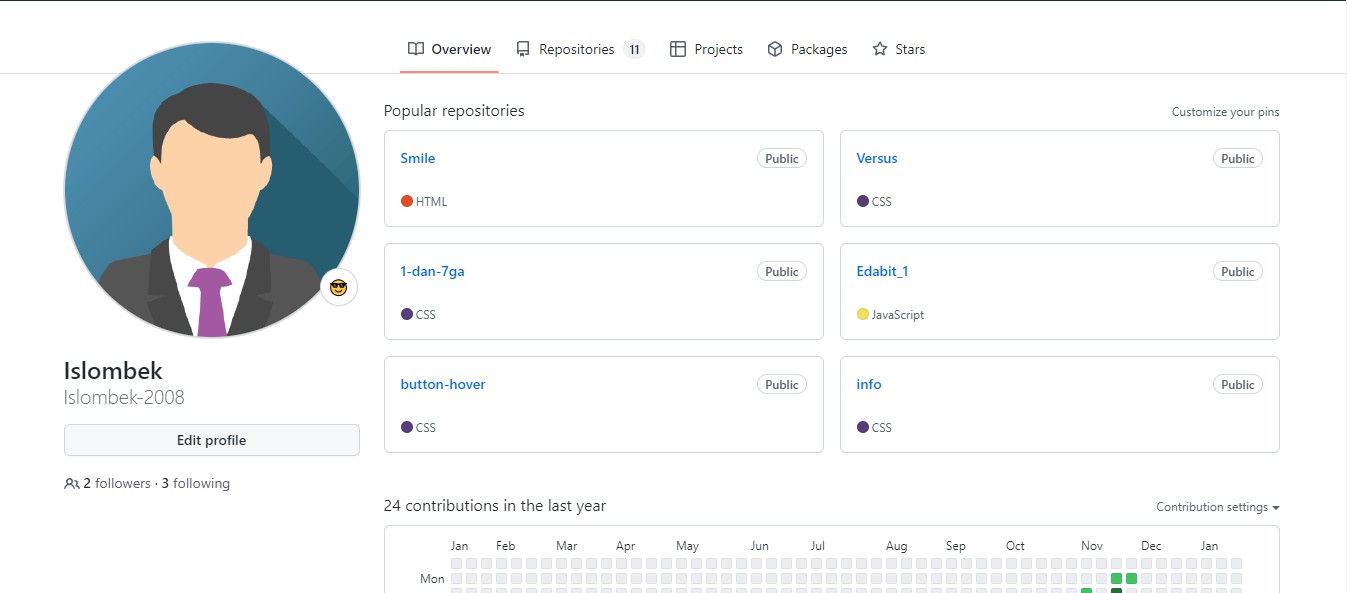 Overview Repositories 11 Projects Packages Stars
Popular repositories Customize your pins
Smile Public Versus Public
HTML CSS
1-dan-7ga Public Edabit_1 Public
CSS JavaScript
button-hover Public info Public
CSS CSS
Islombek
Islombek-2008
Edit profile
2 followers · 3 following
24 contributions in the last year Contribution settings
Jan Feb Mar Apr May Jun Jul Aug Sep Oct Nov Dec Jan
Mon